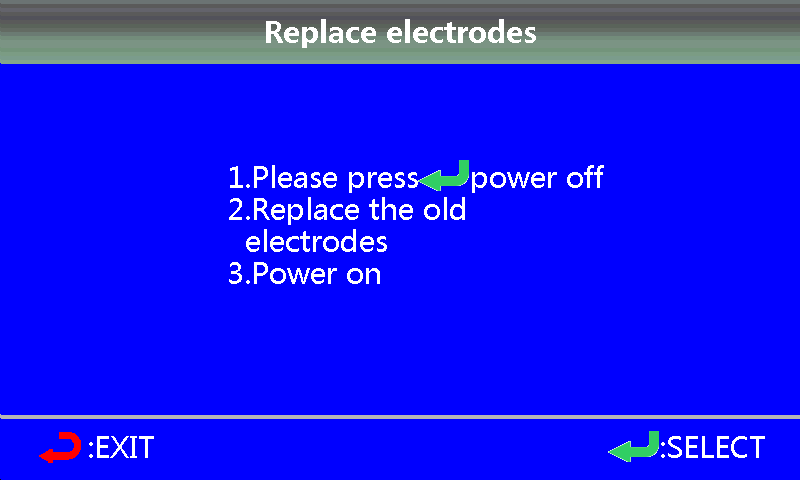 Replace electrodes
1.Please press power off
2.Replace the old
electrodes
3.Power on
:EXIT
:SELECT